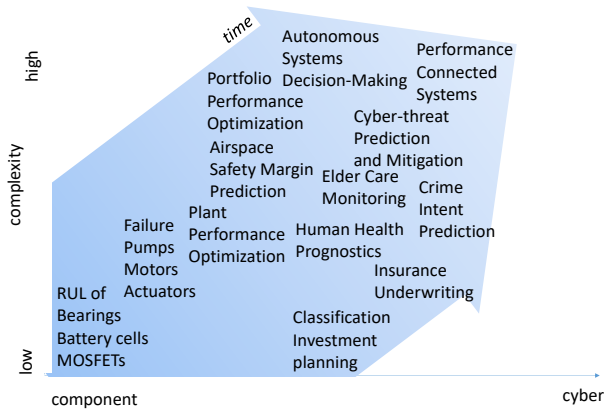 time
high
complexity
low
Autonomous
Systems
Decision-Making
Performance
Connected
Systems
Portfolio
Performance
Optimization
Cyber-threat
Prediction
and Mitigation
Airspace
Safety Margin
Prediction
Elder Care
Monitoring
Crime
Intent
Prediction
Plant
Performance
Optimization
Failure
Pumps
Motors
Actuators
Human Health
Prognostics
Insurance
Underwriting
RUL of
Bearings
Battery cells
MOSFETs
Classification
Investment
planning
component
cyber